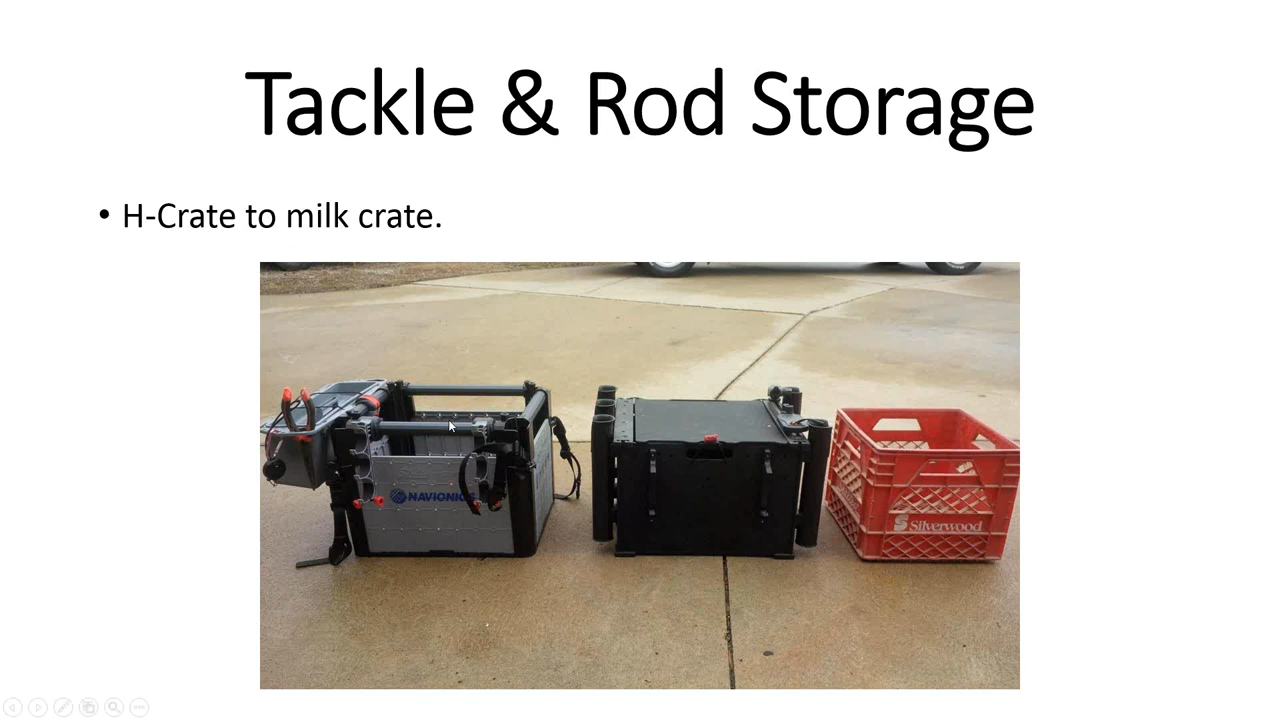 Tackle & Rod Storage
• H-Crate to milk crate.
NAVIONICS
Silverwood